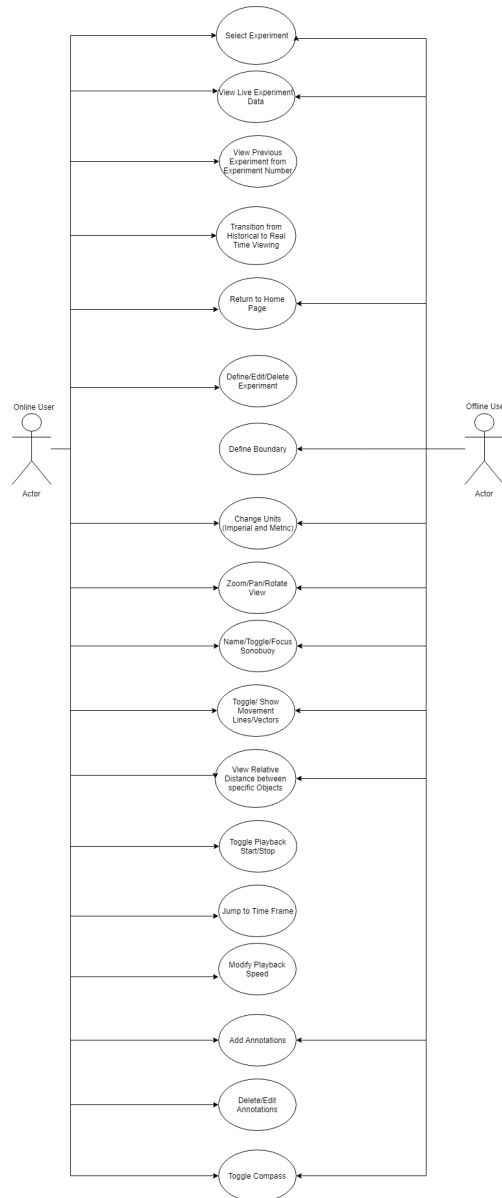 Select Experiment
View Live Experiment
Data
View Previous
Experiment from
Experiment Number
Transition from
Historical to Real
Time Viewing
Return to Home
Page
Define/Edit/Delete
Experiment
Online User
Actor
Define Boundary
Offline Use
Actor
Change Units
(Imperial and Metric)
Zoom/Pan/Rotate
View
Name/Toggle/Focus
Sonobuoy
Toggle/ Show
Movement
Lines/Vectors
View Relative
Distance between
specific Objects
Toggle Playback
Start/Stop
Jump to Time Frame
Modify Playback
Speed
Add Annotations
Delete/Edit
Annotations
Toggle Compass